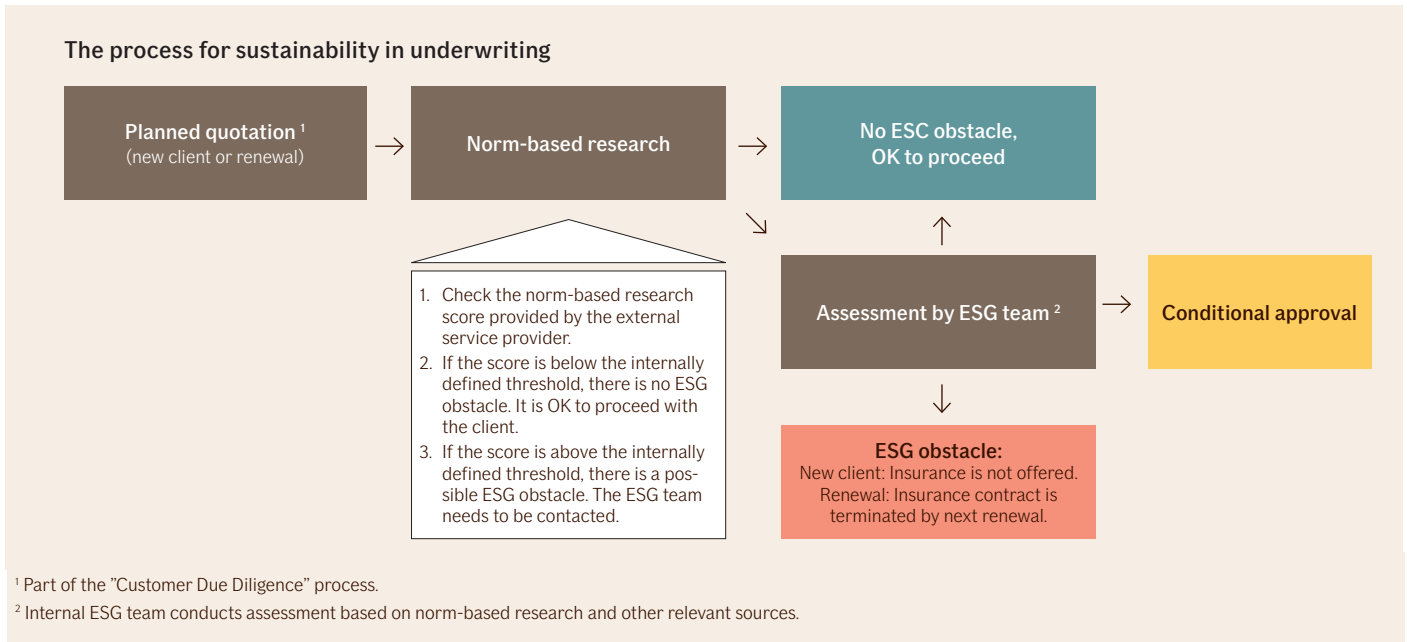 The process for sustainability in underwriting
Planned quotation ¹
(new client or renewal)
Norm-based research
No ESC obstacle,
OK to proceed
1. Check the norm-based research
score provided by the external
service provider.
2. If the score is below the internally
defined threshold, there is no ESG
obstacle. It is OK to proceed with
the client.
3. If the score is above the internally
defined threshold, there is a pos-
sible ESG obstacle. The ESG team
needs to be contacted.
Assessment by ESG team ²
Conditional approval
ESG obstacle:
New client: Insurance is not offered.
Renewal: Insurance contract is
terminated by next renewal.
¹ Part of the ”Customer Due Diligence” process.
² Internal ESG team conducts assessment based on norm-based research and other relevant sources.